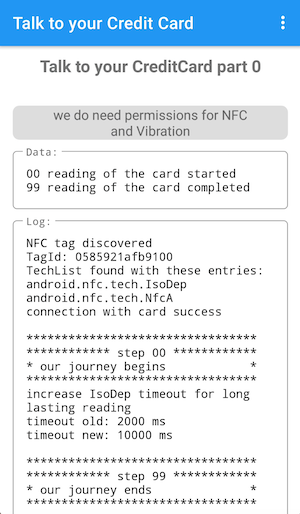 Talk to your Credit Card
Talk to your CreditCard part 0
we do need permissions for NFC
and Vibration
Data:
00 reading of the card started
99 reading of the card completed
Log:
NFC tag discovered
TagId: 0585921afb9100
TechList found with these entries:
android.nfc.tech.IsoDep
android.nfc.tech.NfcA
connection with card success
*********************************
************ step 00 ************
* our journey begins            *
*********************************
increase IsoDep timeout for long
lasting reading
timeout old: 2000 ms
timeout new: 10000 ms
*********************************
************ step 99 ************
* our journey ends              *
*********************************